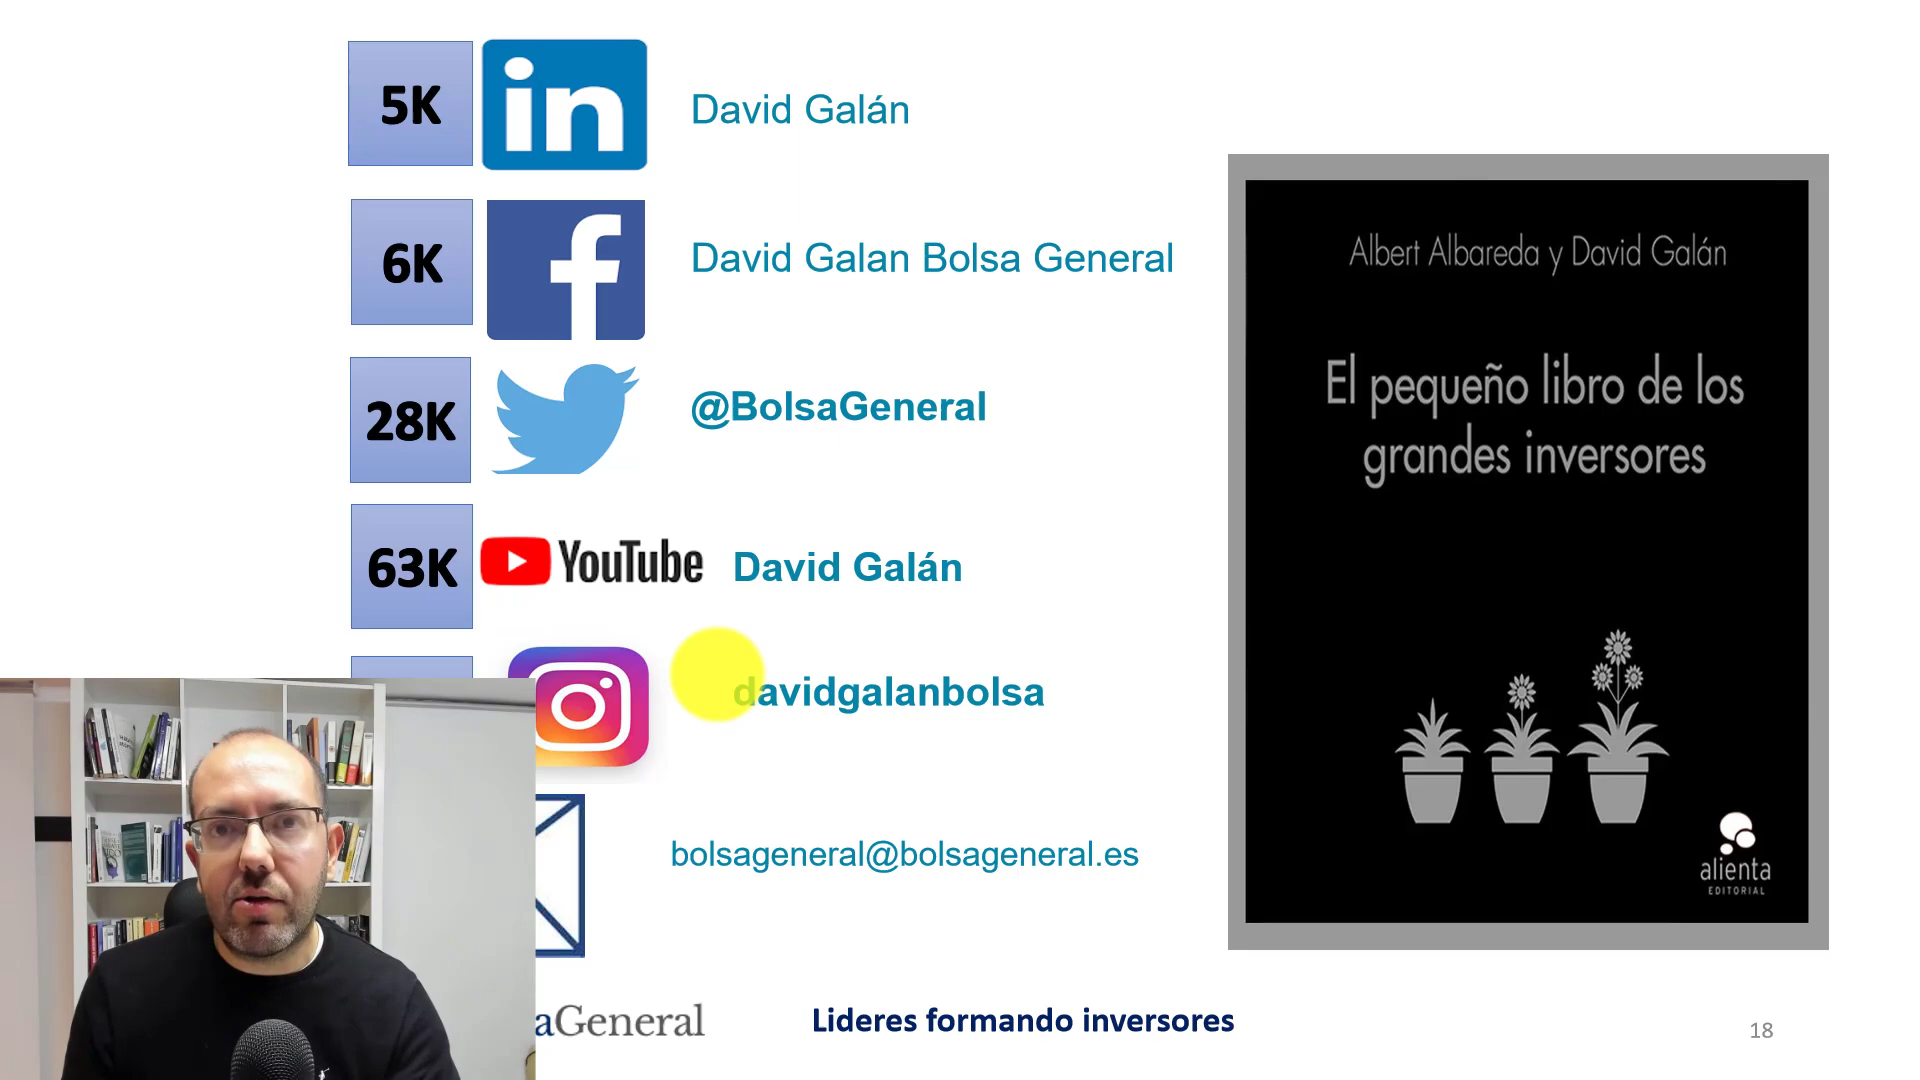 5K
in
David Galán
6K
f
David Galan Bolsa General
28K
@BolsaGeneral
63K
YouTube
David Galán
davidgalanbolsa
bolsageneral@bolsageneral.es
aGeneral
Lideres formando inversores
18
Albert Albareda y David Galán
El pequeño libro de los
grandes inversores
alienta
EDITORIAL